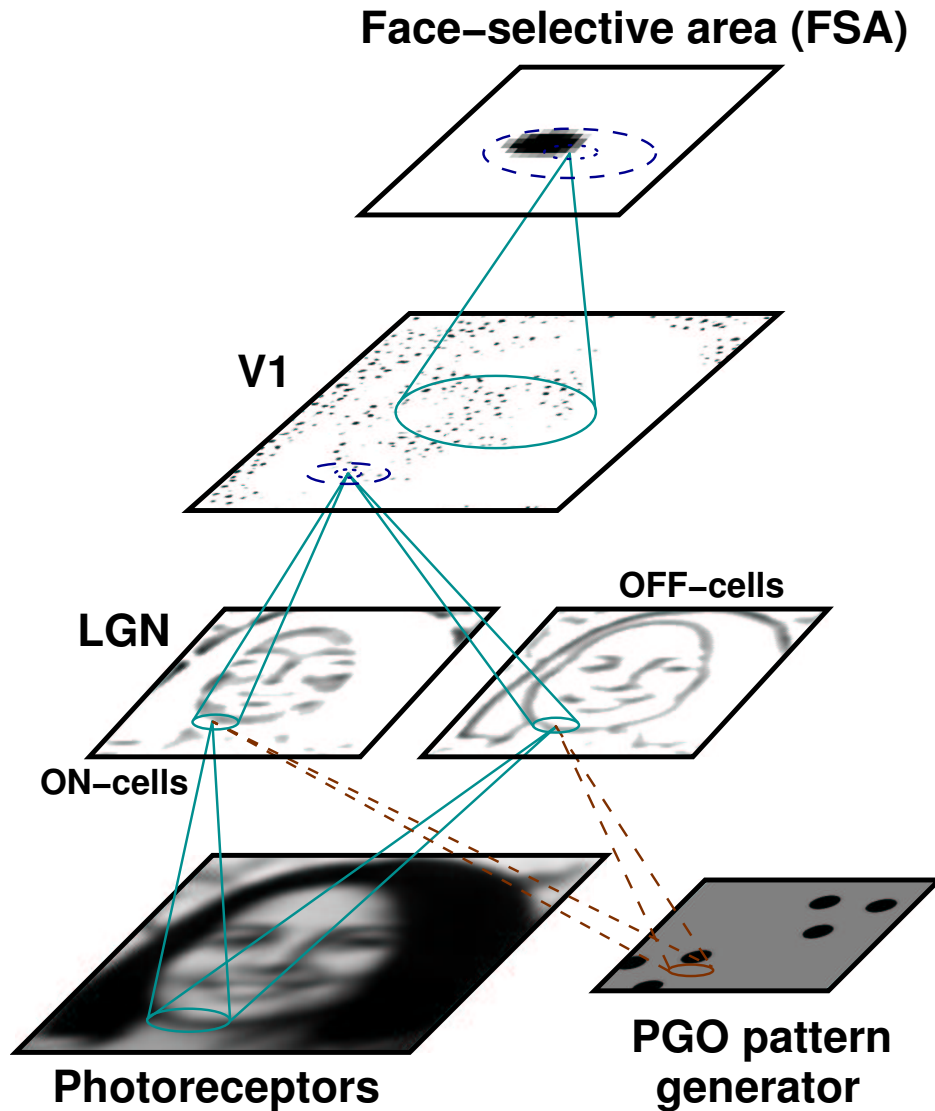 Face−selective area (FSA)
V1
OFF−cells
LGN
ON−cells
Photoreceptors
PGO pattern
generator